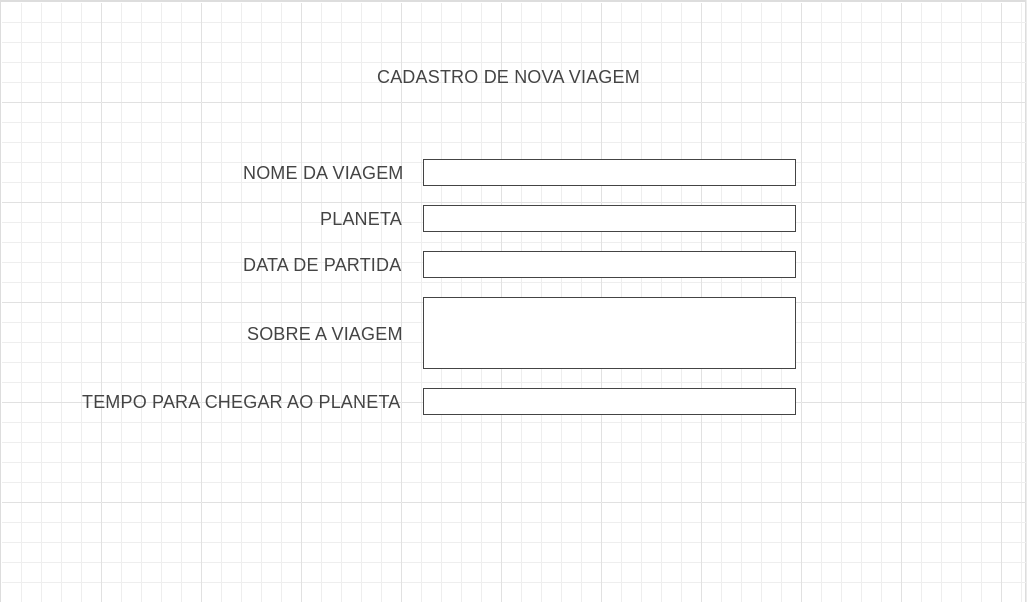 CADASTRO DE NOVA VIAGEM
NOME DA VIAGEM
PLANETA
DATA DE PARTIDA
SOBRE A VIAGEM
TEMPO PARA CHEGAR AO PLANETA